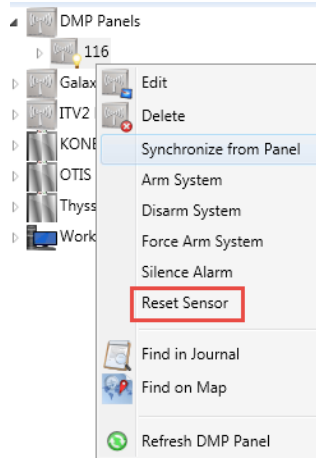 DMP Panels
116
Galax
Edit
ITV2
Delete
KONE
Synchronize from Panel
OTIS
Arm System
Thyss
Disarm System
Work
Force Arm System
Silence Alarm
Reset Sensor
Find in Journal
Find on Map
Refresh DMP Panel